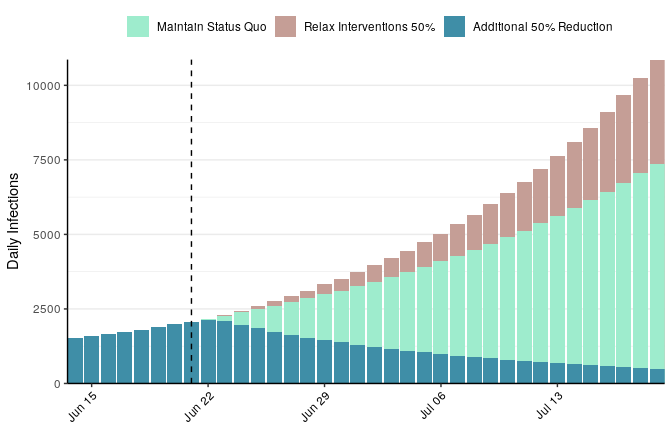 Maintain Status Quo Relax Interventions 50% Additional 50% Reduction
Daily Infections
10000
7500
5000
2500
0
Jun 15 Jun 22 Jun 29 Jul 06 Jul 13